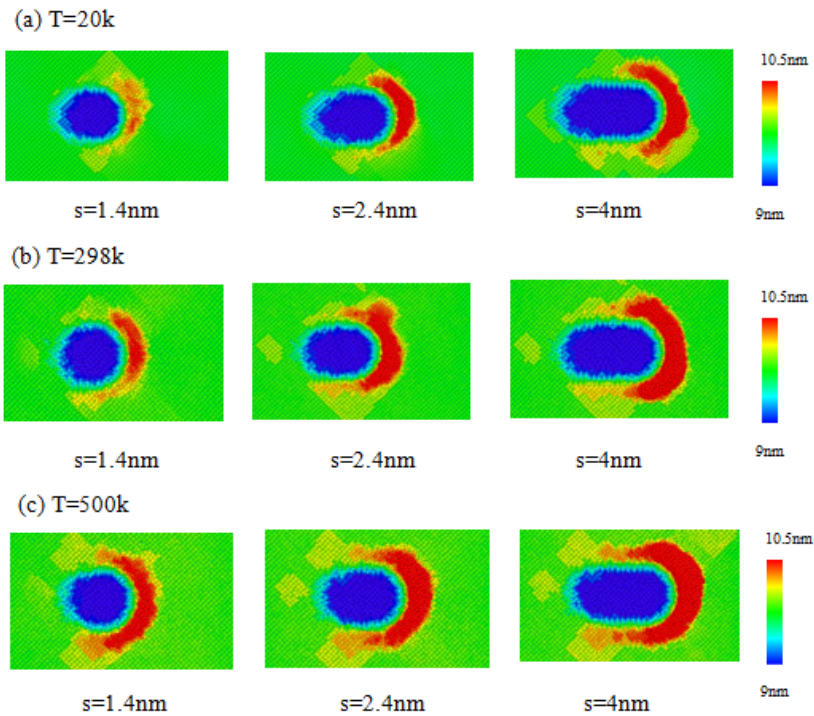 (a) T=20k
10.5nm
9nm
s=1.4nm s=2.4nm s=4nm
(b) T=298k
10.5nm
9nm
s=1.4nm s=2.4nm s=4nm
(c) T=500k
10.5nm
9nm
s=1.4nm s=2.4nm s=4nm